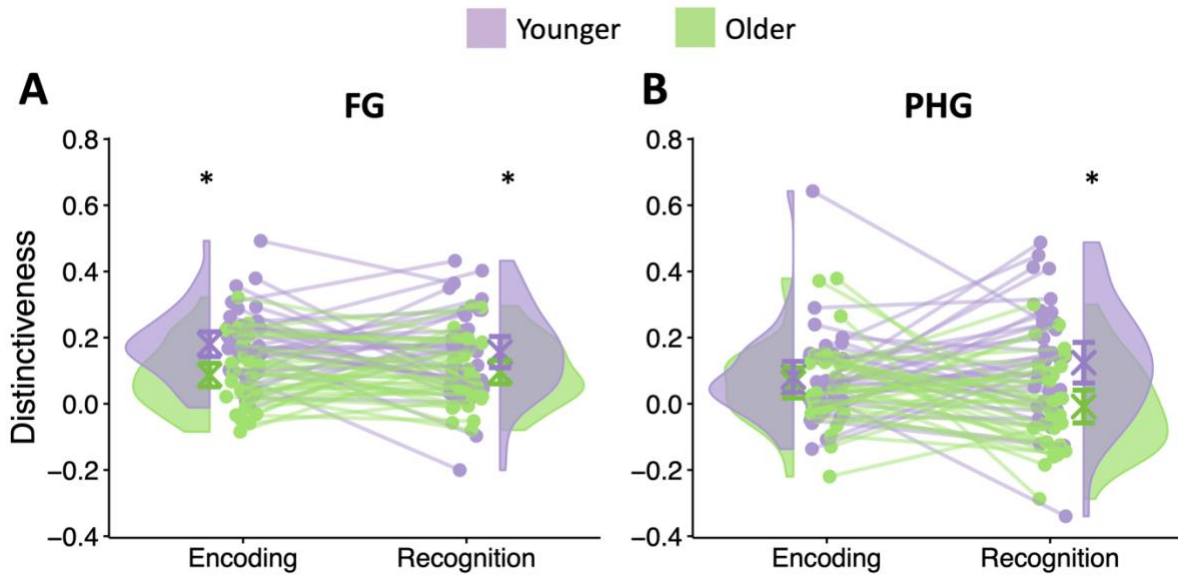 Younger Older
A B
FG PHG
0.8 0.8
* * *
0.6 0.6
0.4 0.4
0.2 0.2
0.0 0.0
−0.2 −0.2
−0.4 −0.4
Distinctiveness
Encoding Recognition Encoding Recognition